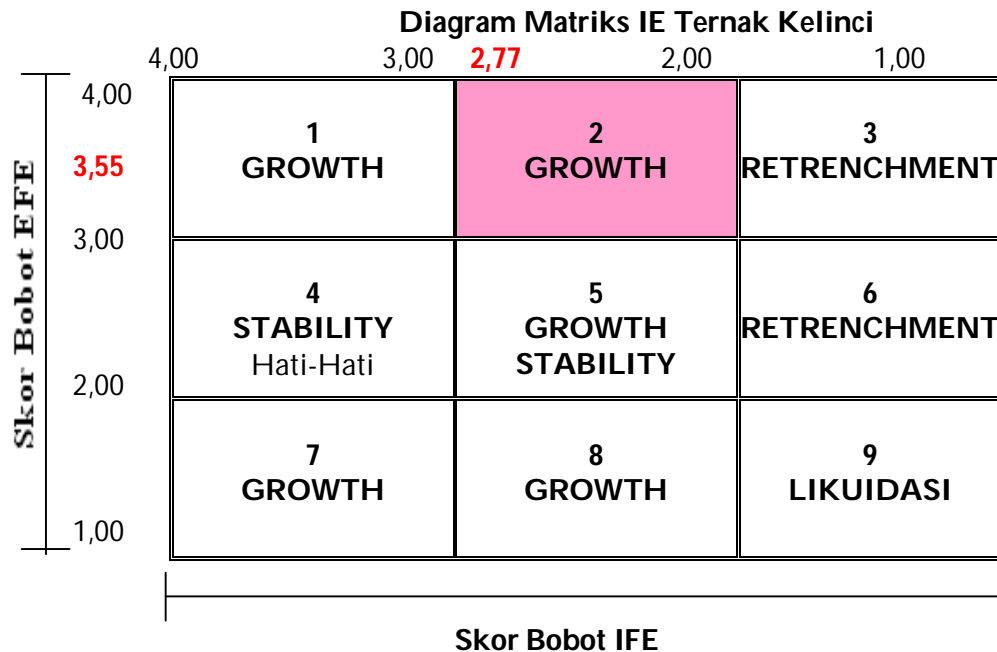 Diagram Matriks IE Ternak Kelinci
4,00 3,00 2,77 2,00 1,00
Skor Bobot EFE
4,00
3,55
3,00
2,00
1,00
1
GROWTH
2
GROWTH
3
RETRENCHMENT
4
STABILITY
Hati-Hati
5
GROWTH
STABILITY
6
RETRENCHMENT
7
GROWTH
8
GROWTH
9
LIKUIDASI
Skor Bobot IFE